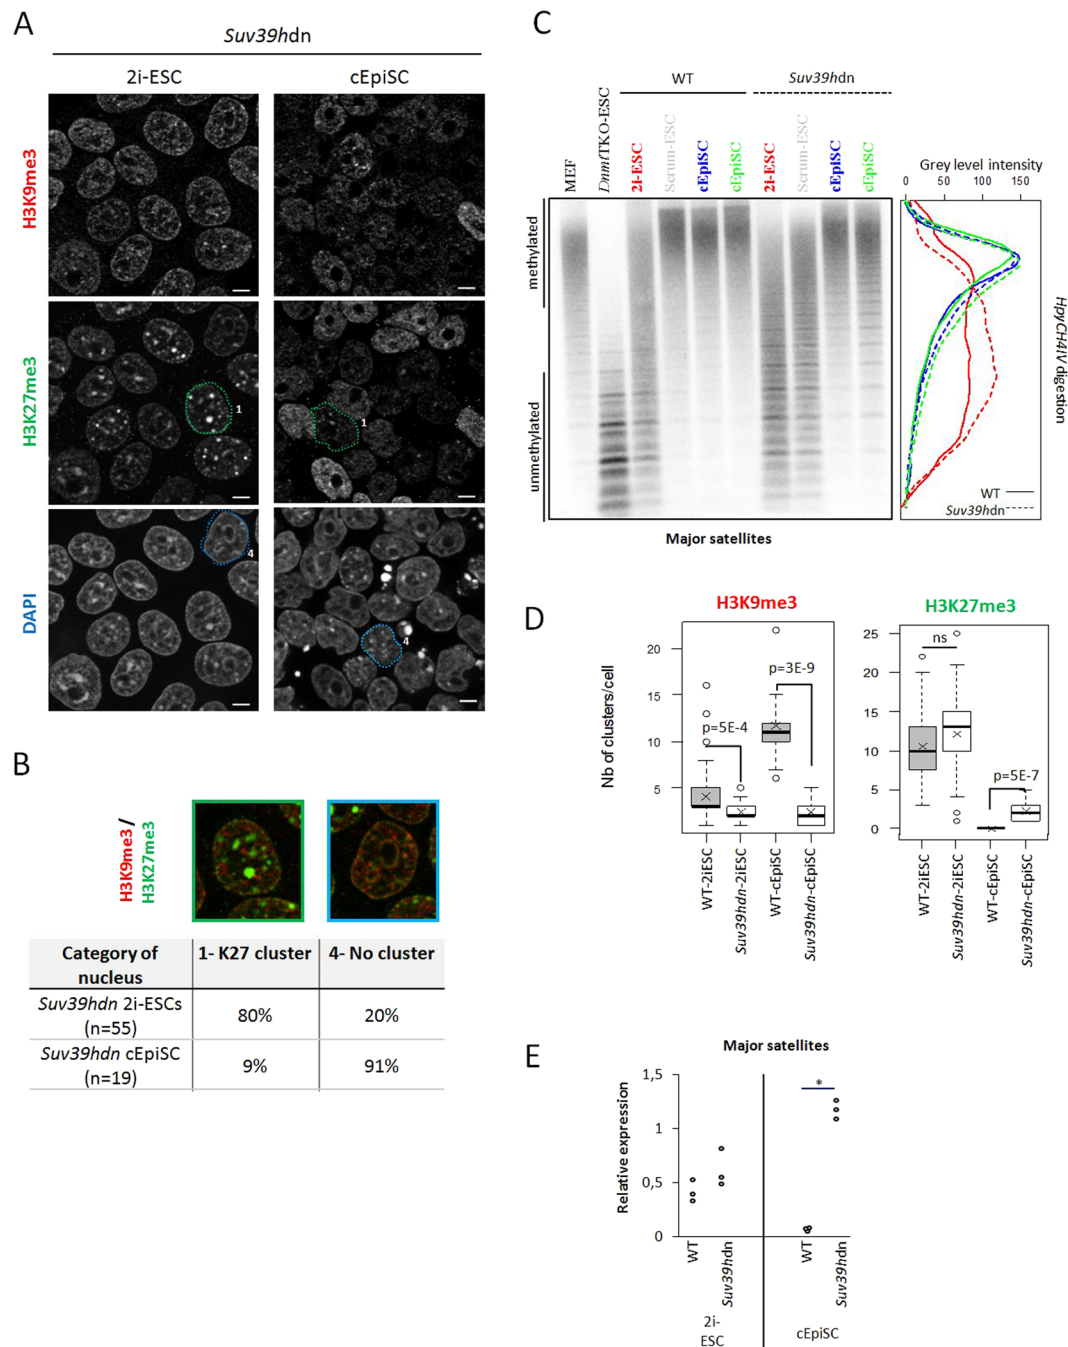 A
Suv39hdn
2i-ESC
cEpiSC
H3K9me3
H3K27me3
1
1
DAPI
4
4
B
H3K9me3/
H3K27me3
Category of nucleus
1- K27 cluster
4- No cluster
Suv39hdn 2i-ESCs (n=55)
80%
20%
Suv39hdn cEpiSC (n=19)
9%
91%
C
WT
Suv39hdn
MEF
DnmtTKO-ESC
2i-ESC
Serum-ESC
cEpiSC
cEpiSC
2i-ESC
Serum-ESC
cEpiSC
cEpiSC
methylated
unmethylated
Major satellites
Grey level intensity
0 50 100 150
HpyCH4IV digestion
WT
Suv39hdn
D
H3K9me3
Nb of clusters/cell
20
15
10
5
p=5E-4
p=3E-9
WT-2iESC
Suv39hdn-2iESC
WT-cEpiSC
Suv39hdn-cEpiSC
H3K27me3
25
20
15
10
5
0
ns
p=5E-7
WT-2iESC
Suv39hdn-2iESC
WT-cEpiSC
Suv39hdn-cEpiSC
E
Major satellites
Relative expression
1,5
1
0,5
0
*
WT
Suv39hdn
WT
Suv39hdn
2i-
ESC
cEpiSC